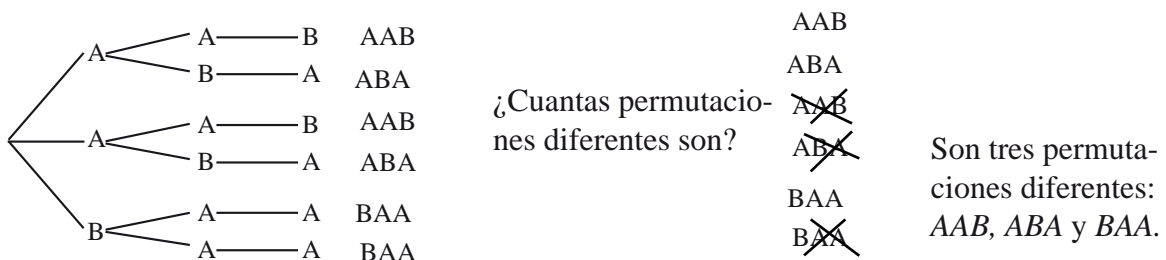 A A B AAB
B A ABA
A A B AAB
B A ABA
B A A BAA
A A BAA
¿Cuantas permutacio-
nes diferentes son?
AAB
ABA
AAB
ABA
BAA
BAA
Son tres permuta-
ciones diferentes:
AAB, ABA y BAA.